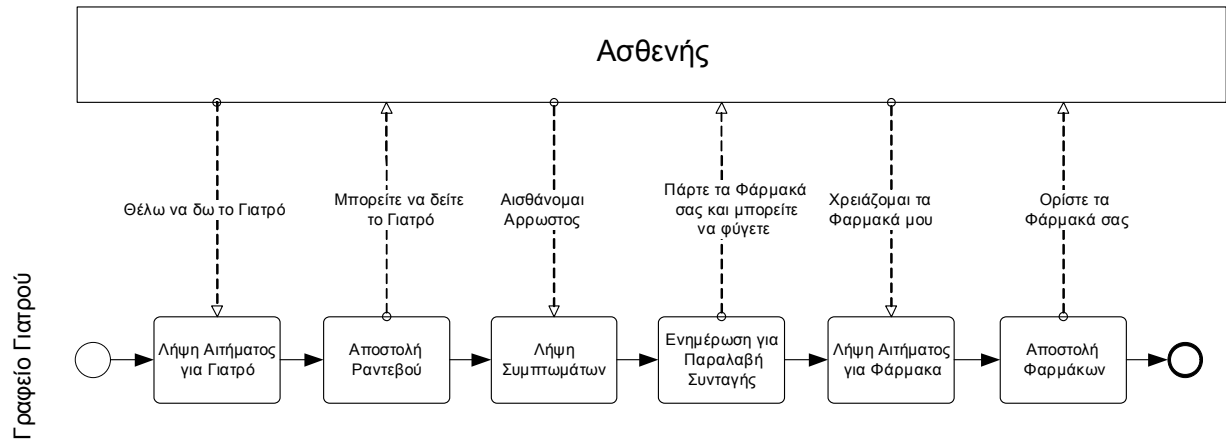 Ασθενής
Θέλω να δω το Γιατρό
Μπορείτε να δείτε
το Γιατρό
Αισθάνομαι
Αρρωστος
Πάρτε τα Φάρμακά
σας και μπορείτε
να φύγετε
Χρειάζομαι τα
Φαρμακά μου
Ορίστε τα
Φάρμακά σας
Γραφείο Γιατρού
Λήψη Αιτήματος
για Γιατρό
Αποστολή
Ραντεβού
Λήψη
Συμπτωμάτων
Ενημέρωση για
Παραλαβή
Συνταγής
Λήψη Αιτήματος
για Φάρμακα
Αποστολή
Φαρμάκων